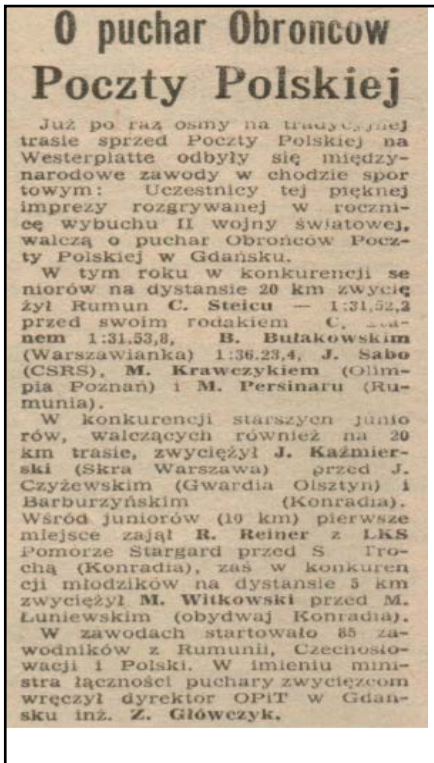 O puchar Obrońcow
Poczty Polskiej
Już po raz osmy na tradycyjnej
trasie sprzed Poczty Polskiej na
Westerplatte odbyły się między-
narodowe zawody w chodzie spor
towym: Uczestnicy tej pięknej
imprezy rozgrywanej w roczni-
cę wybuchu II wojny światowej,
walczą o puchar Obrońców Pocz-
ty Polskiej w Gdańsku.
W tym roku w konkurencji se
niorów na dystansie 20 km zwycię
żył Rumun C. Steicu — 1:31,52,2
przed swoim rodakiem C,
nem 1:31.53,8, B. Bułakowskim
(Warszawianka) 1:36.23,4, J. Sabo
(CSRS), M. Krawczykiem (Olim-
pia Poznań) i M. Persinaru (Ru-
munia).
W konkurencji starszych junio
rów, walczących również na 20
km trasie, zwyciężył J. Kaźmier-
ski (Skra Warszawa) przed J.
Czyżewskim (Gwardia Olsztyn) i
Barburzyńskim (Konradia).
Wśród juniorów (10 km) pierwsze
miejsce zajął R. Reiner z LKS
Pomorze Stargard przed S Tro-
chą (Konradia), zaś w konkuren
cji młodzików na dystansie 5 km
zwyciężył M. Witkowski przed M.
Łuniewskim (obydwaj Konradia).
W zawodach startowało 85 za-
wodników z Rumunii, Czechosło-
wacji i Polski. W imieniu mini-
stra łączności puchary zwycięzcom
wręczył dyrektor OPiT w Gdań-
sku inż. Z. Główczyk.